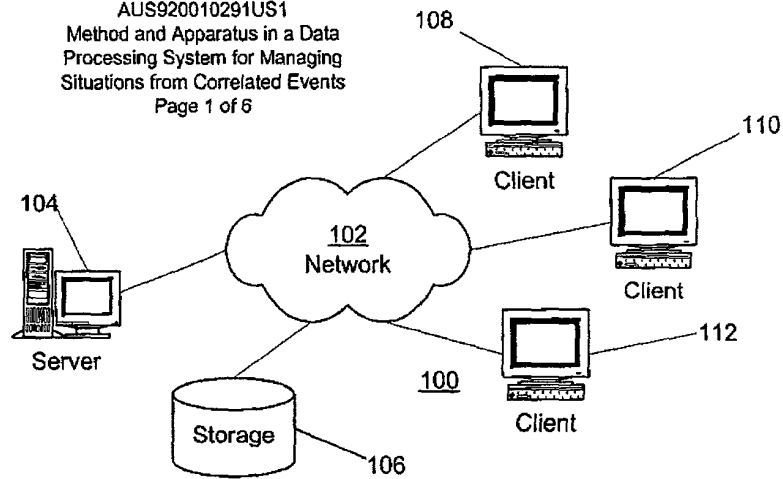 AUS920010291US1
Method and Apparatus in a Data
Processing System for Managing
Situations from Correlated Events
Page 1 of 6
108
Client
110
Client
104
Server
102
Network
112
Client
100
Storage
106